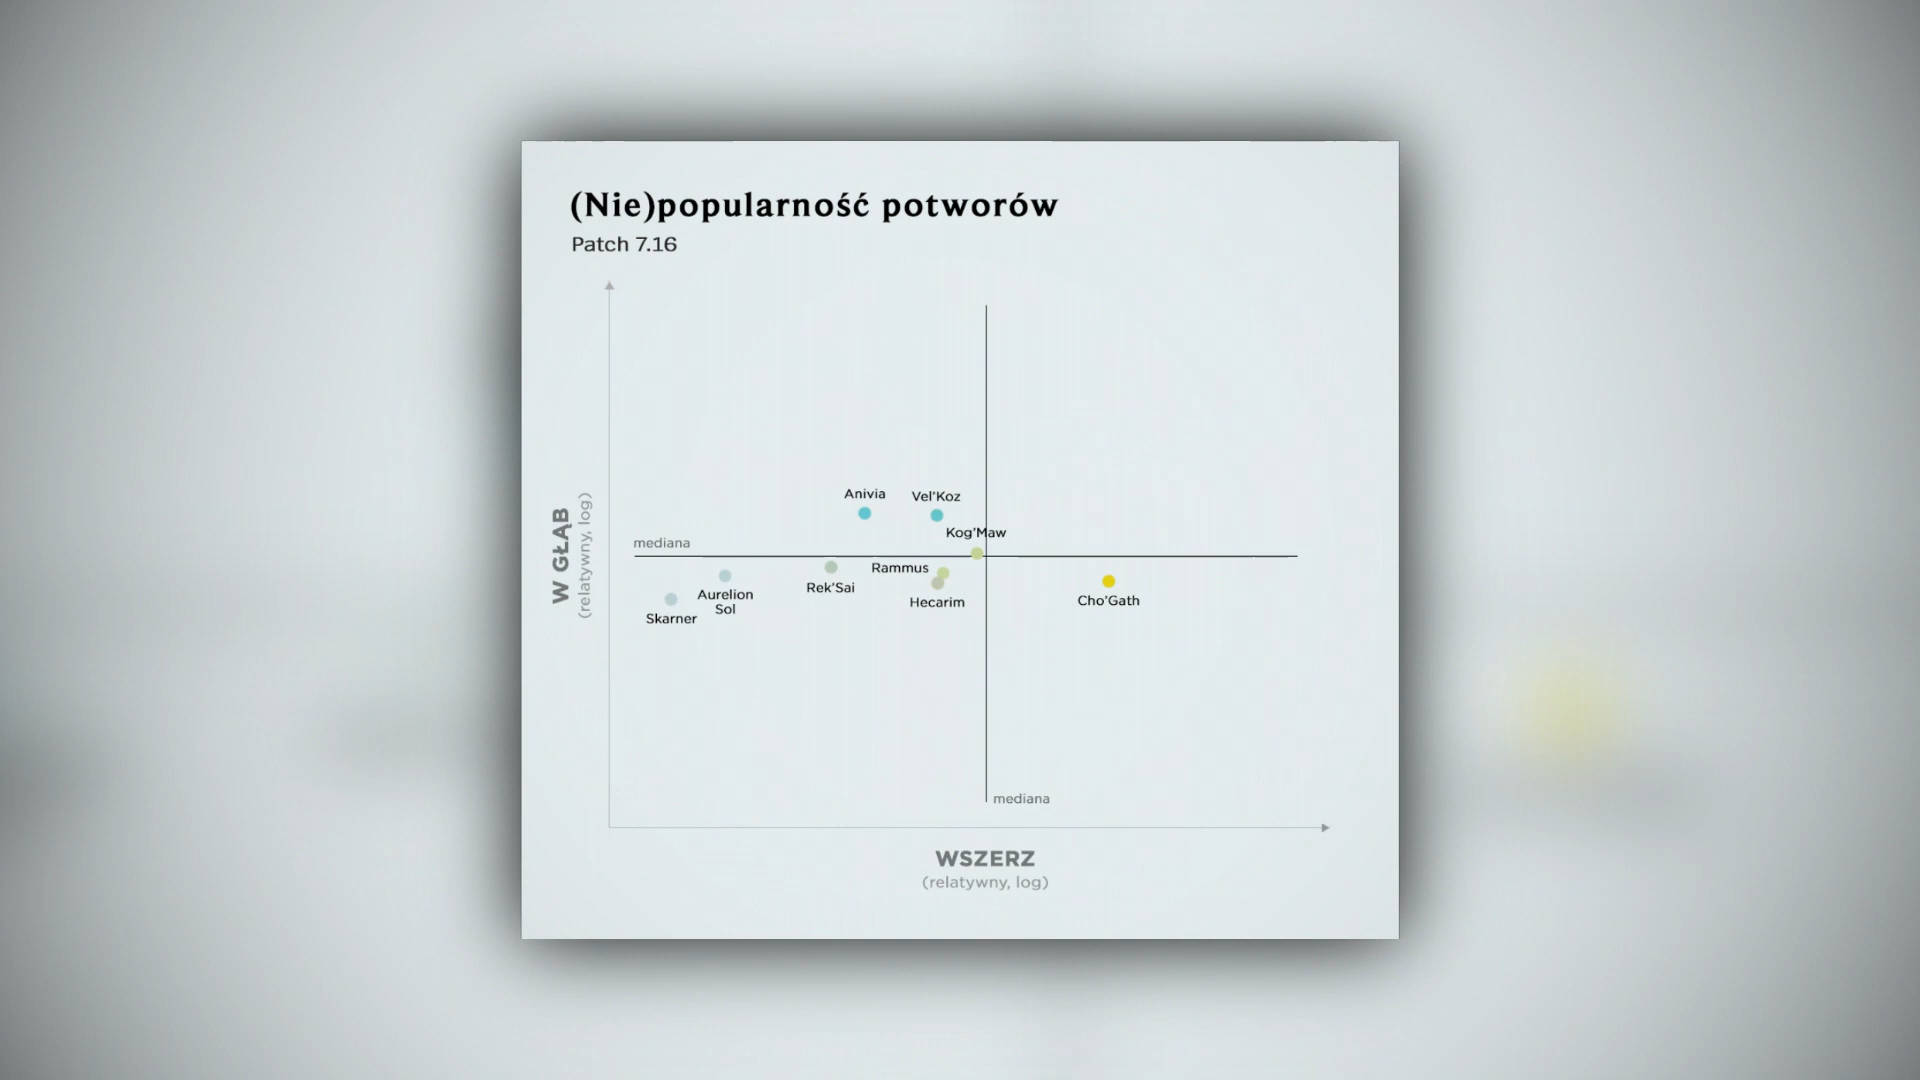 (Nie)popularność potworów
Patch 7.16
Anivia
Vel'Koz
Kog'Maw
mediana
Rammus
Rek'Sai
Aurelion
Sol
Hecarim
Cho'Gath
Skarner
W GŁĄB
(relatywny, log)
mediana
WSZERZ
(relatywny, log)